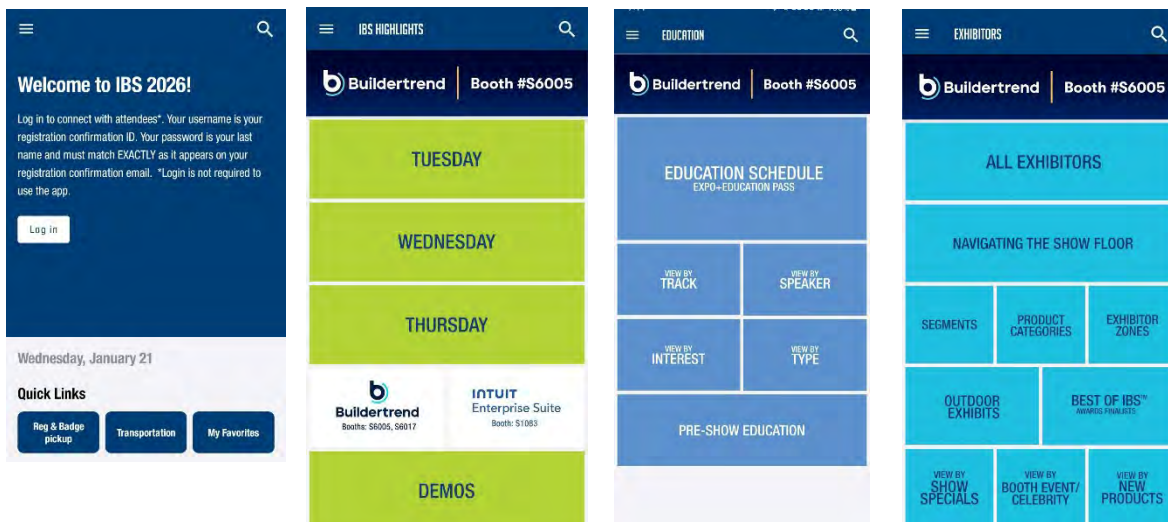 Welcome to IBS 2026!
Log in to connect with attendees*. Your username is your
registration confirmation ID. Your password is your last
name and must match EXACTLY as it appears on your
registration confirmation email. *Login is not required to
use the app.
Log in
Wednesday, January 21
Quick Links
Reg & Badge
pickup
Transportation
My Favorites
IBS HIGHLIGHTS
Buildertrend
Booth #S6005
TUESDAY
WEDNESDAY
THURSDAY
b
Buildertrend
Booths: S6005, S6017
INTUIT
Enterprise Suite
Booth: S1083
DEMOS
EDUCATION
Buildertrend
Booth #S6005
EDUCATION SCHEDULE
EXPO+EDUCATION PASS
VIEW BY
TRACK
VIEW BY
SPEAKER
VIEW BY
INTEREST
VIEW BY
TYPE
PRE-SHOW EDUCATION
EXHIBITORS
Buildertrend
Booth #S6005
ALL EXHIBITORS
NAVIGATING THE SHOW FLOOR
SEGMENTS
PRODUCT
CATEGORIES
EXHIBITOR
ZONES
OUTDOOR
EXHIBITS
BEST OF IBS™
AWARDS FINALISTS
VIEW BY
SHOW
SPECIALS
VIEW BY
BOOTH EVENT/
CELEBRITY
VIEW BY
NEW
PRODUCTS